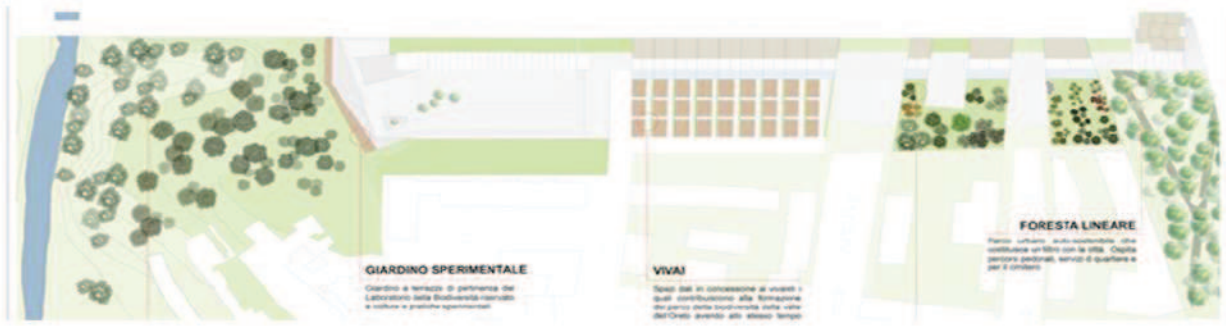 GIARDINO SPERIMENTALE
Giardino a terrazze di pertinenza del
Laboratorio della Biodiversità riservato
a colture e pratiche sperimentali
VIVAI
Spazi dati in concessione ai vivaisti i
quali contribuiscono alla formazione
del parco della biodiversità della valle
dell'Oreto avendo allo stesso tempo
FORESTA LINEARE
Parco urbano auto-sostenibile che
costituisce un filtro con la città. Ospita
percorsi pedonali, servizi di quartiere e
per il cimitero